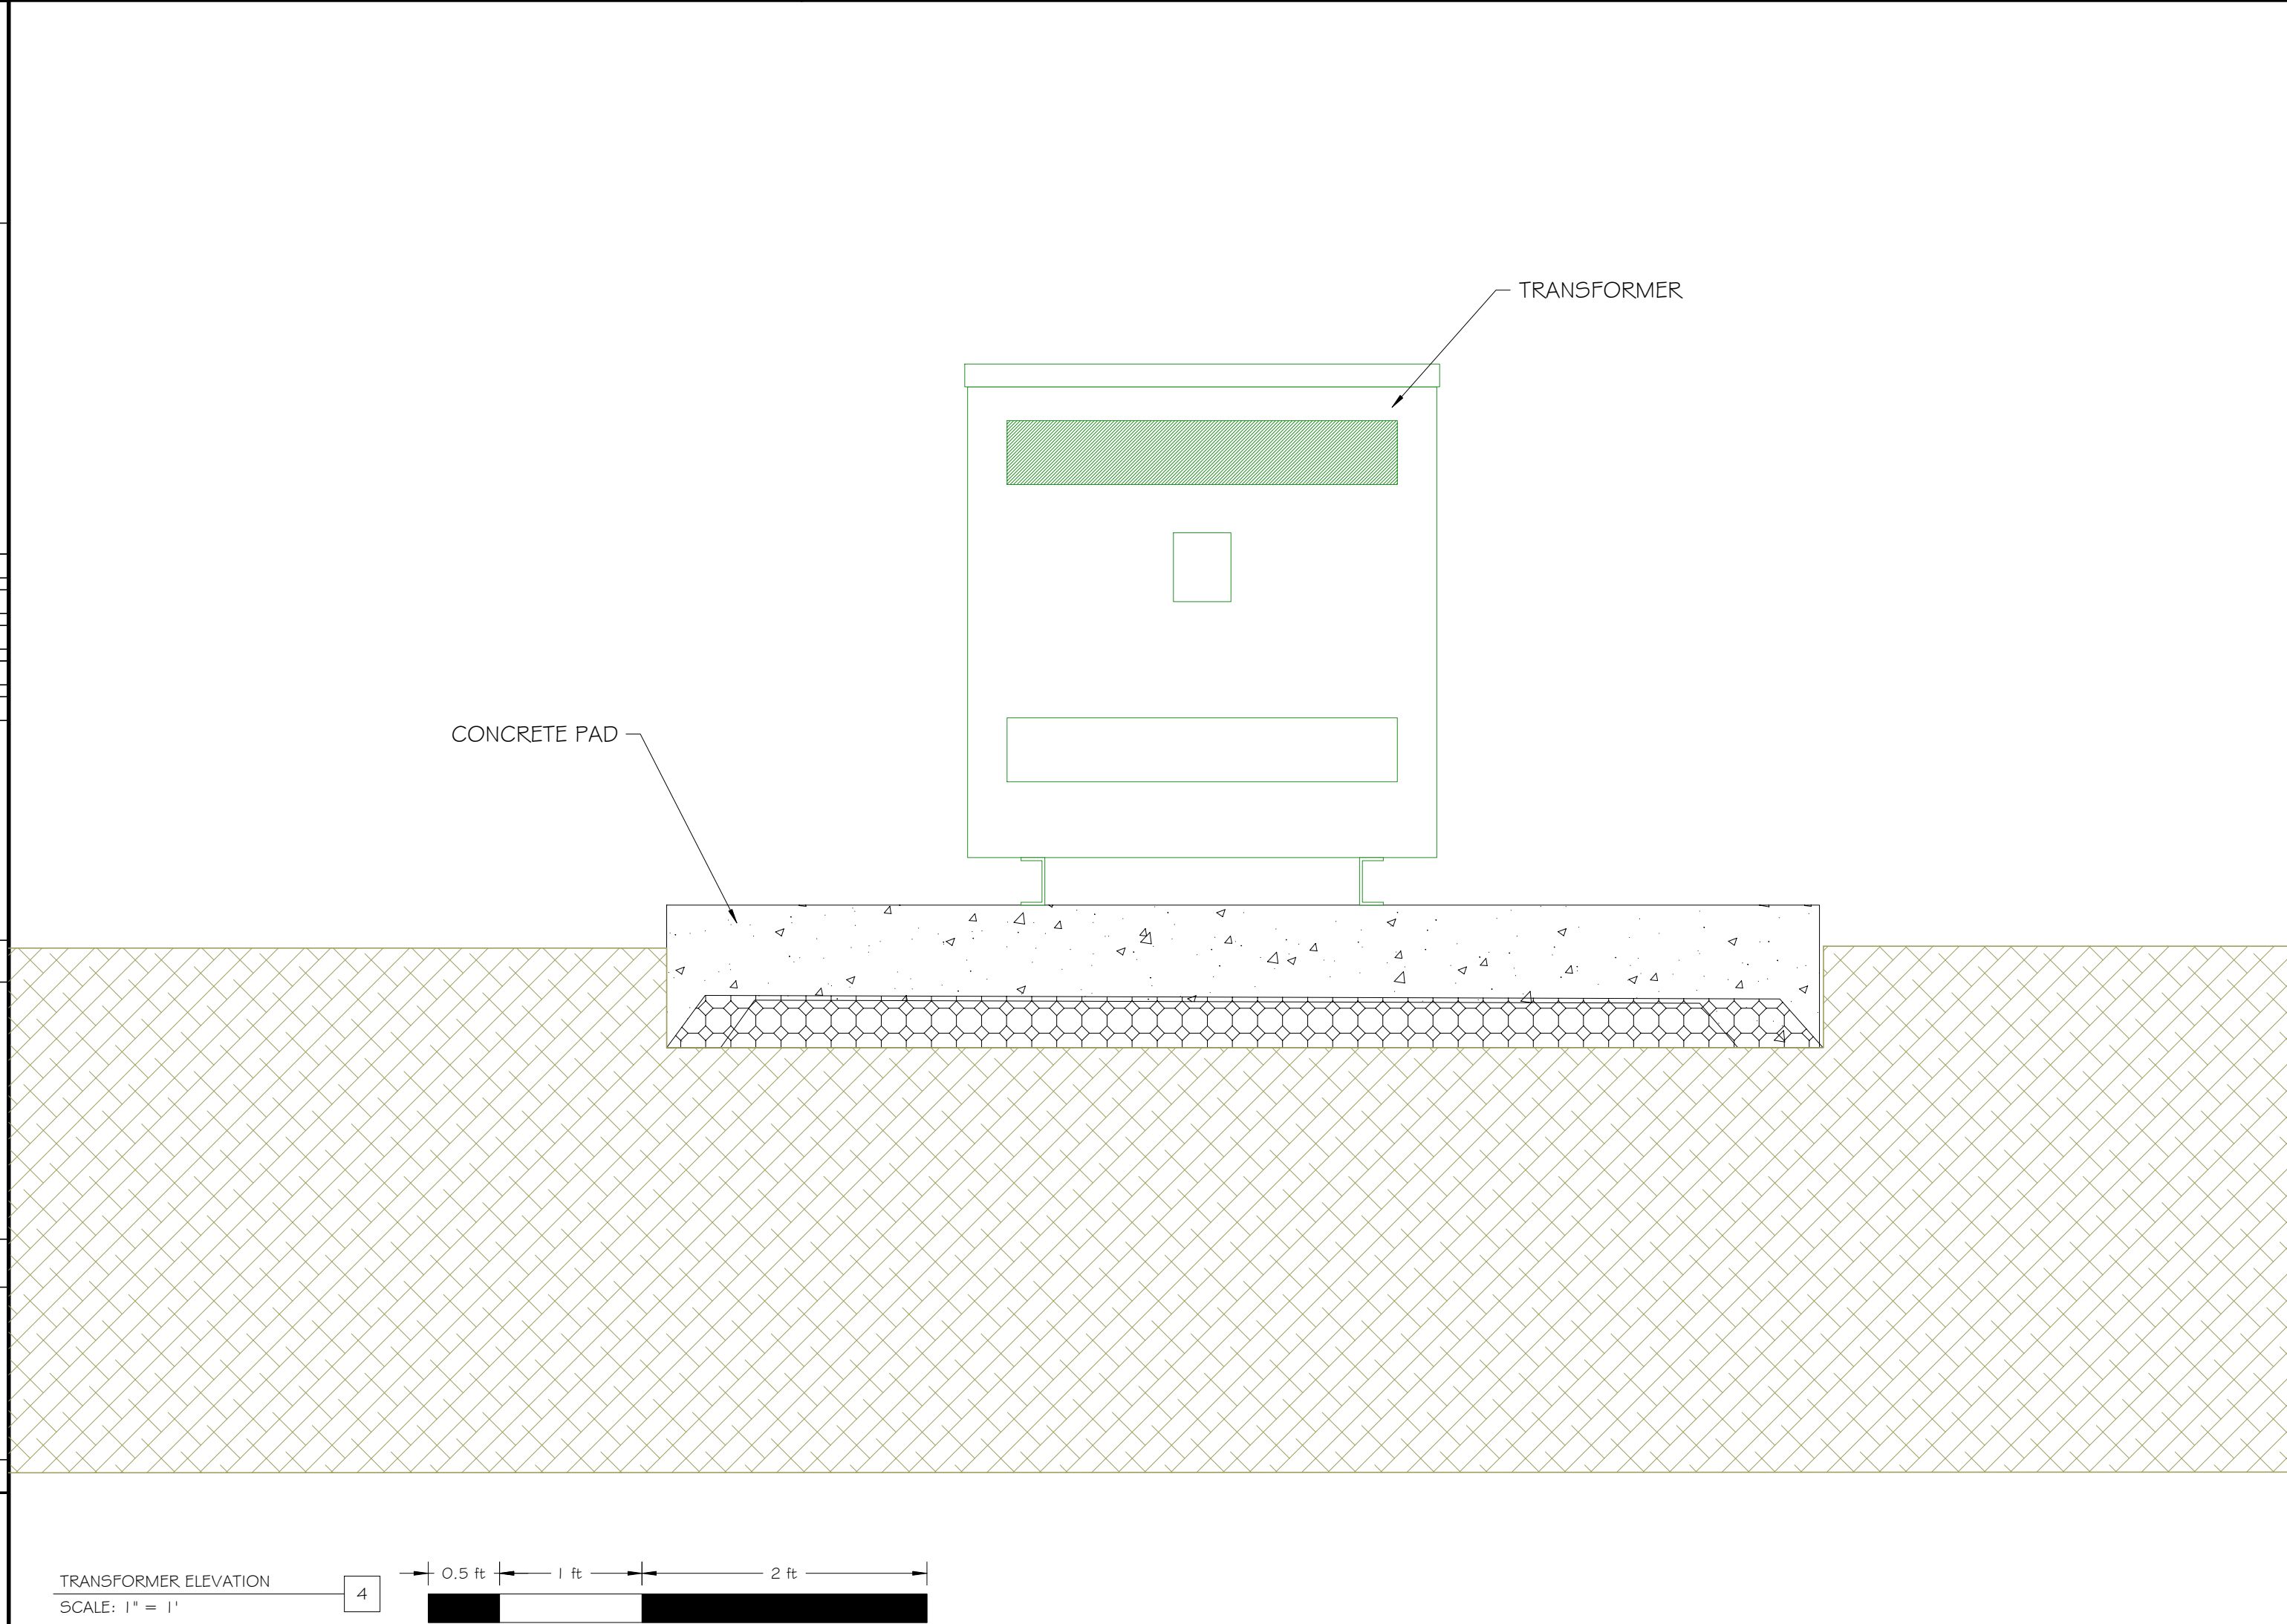 TRANSFORMER
CONCRETE PAD
0.5 ft
1 ft
2 ft
TRANSFORMER ELEVATION
4
SCALE: 1" = 1'